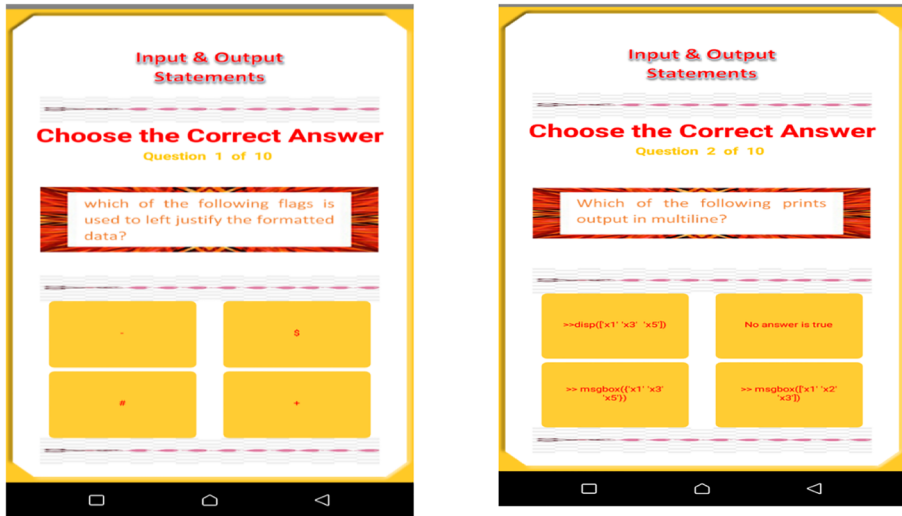 Input & Output
Statements
Choose the Correct Answer
Question 1 of 10
which of the following flags is
used to left justify the formatted
data?
-
$
#
+
Input & Output
Statements
Choose the Correct Answer
Question 2 of 10
Which of the following prints
output in multiline?
>>disp(['x1' 'x3' 'x5'])
No answer is true
>> msgbox({'x1' 'x3'
'x5'})
>> msgbox(['x1' 'x2'
'x3'])